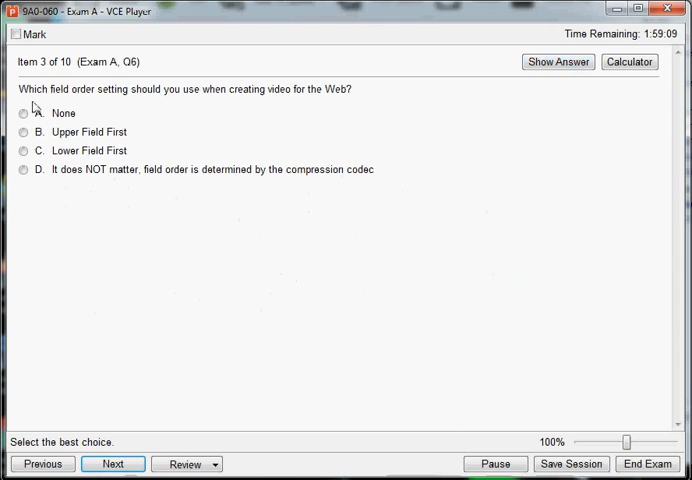 9A0-060 - Exam A - VCE Player
Mark
Time Remaining: 1:59:09
Item 3 of 10 (Exam A, Q6)
Show Answer
Calculator
Which field order setting should you use when creating video for the Web?
A. None
B. Upper Field First
C. Lower Field First
D. It does NOT matter, field order is determined by the compression codec
Select the best choice.
100%
Previous
Next
Review
Pause
Save Session
End Exam